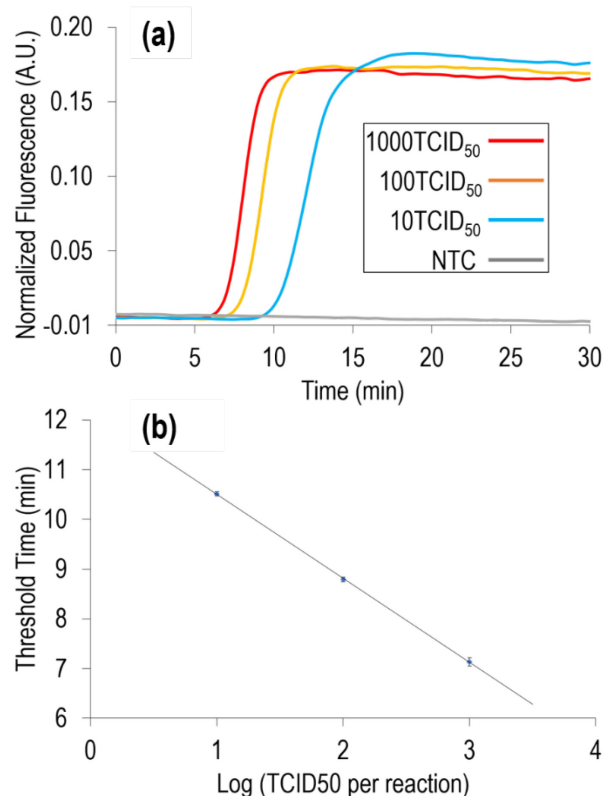 (a)
Normalized Fluorescence (A.U.)
0.20
0.15
0.10
0.05
-0.01
1000TCID₅₀
100TCID₅₀
10TCID₅₀
NTC
0 5 10 15 20 25 30
Time (min)
(b)
Threshold Time (min)
12
11
10
9
8
7
6
0 1 2 3 4
Log (TCID50 per reaction)